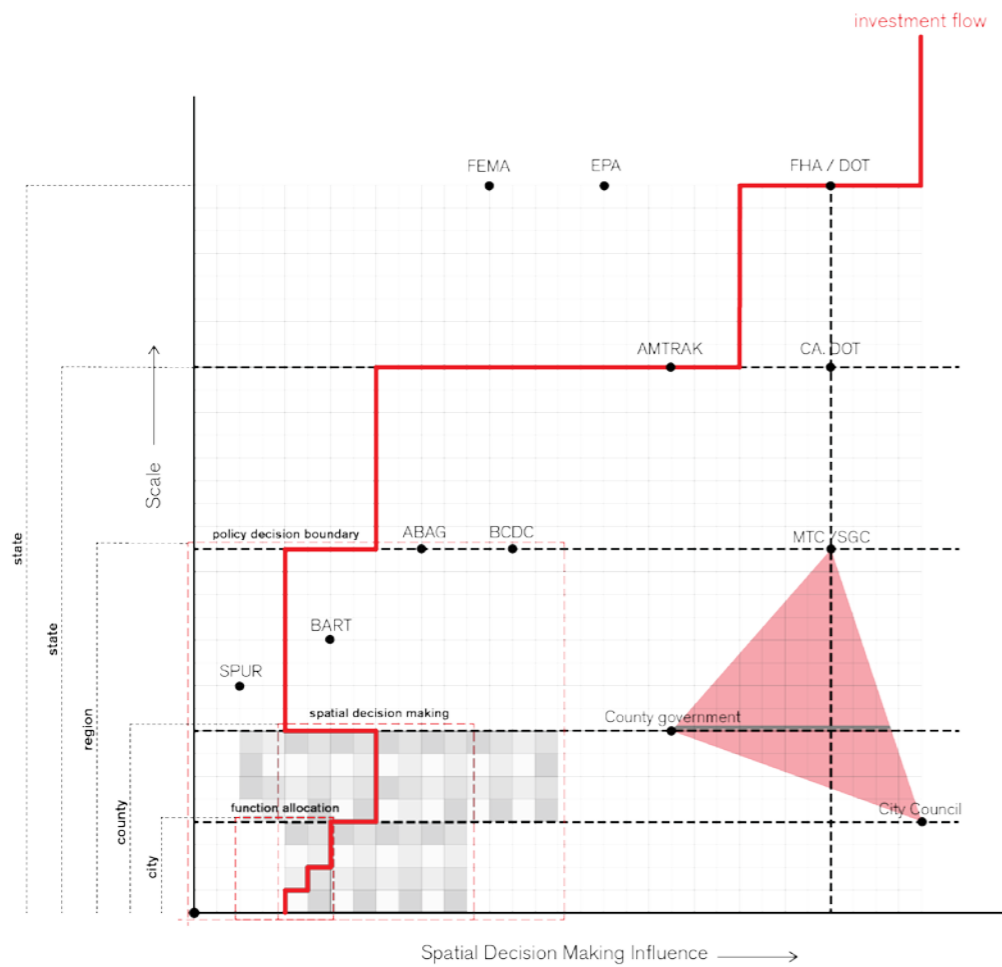 investment flow
FEMA
EPA
FHA / DOT
AMTRAK
CA. DOT
Scale
policy decision boundary
ABAG
BCDC
MTC /SGC
BART
SPUR
spatial decision making
County government
function allocation
City Council
state
state
region
county
city
Spatial Decision Making Influence